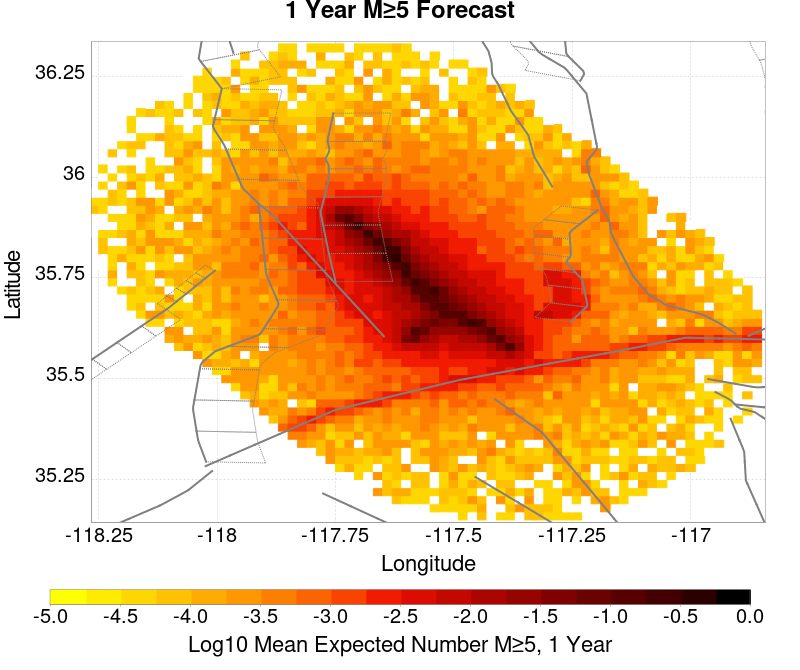 1 Year M≥5 Forecast
36.25
36
35.75
35.5
35.25
Latitude
-118.25 -118 -117.75 -117.5 -117.25 -117
Longitude
-5.0 -4.5 -4.0 -3.5 -3.0 -2.5 -2.0 -1.5 -1.0 -0.5 0.0
Log10 Mean Expected Number M≥5, 1 Year